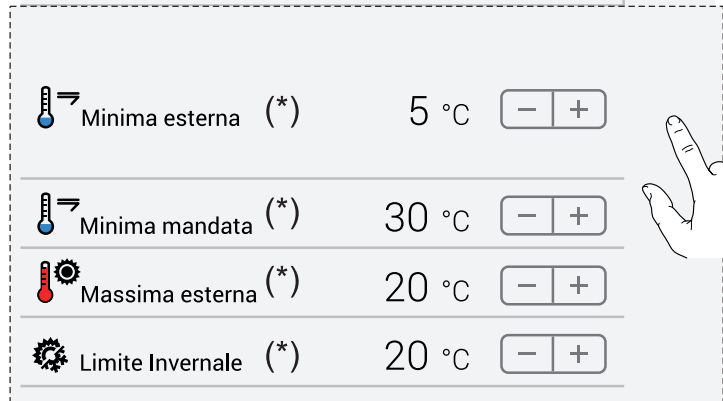 Minima esterna (*) 5 °C − +
Minima mandata (*) 30 °C − +
Massima esterna (*) 20 °C − +
Limite Invernale (*) 20 °C − +